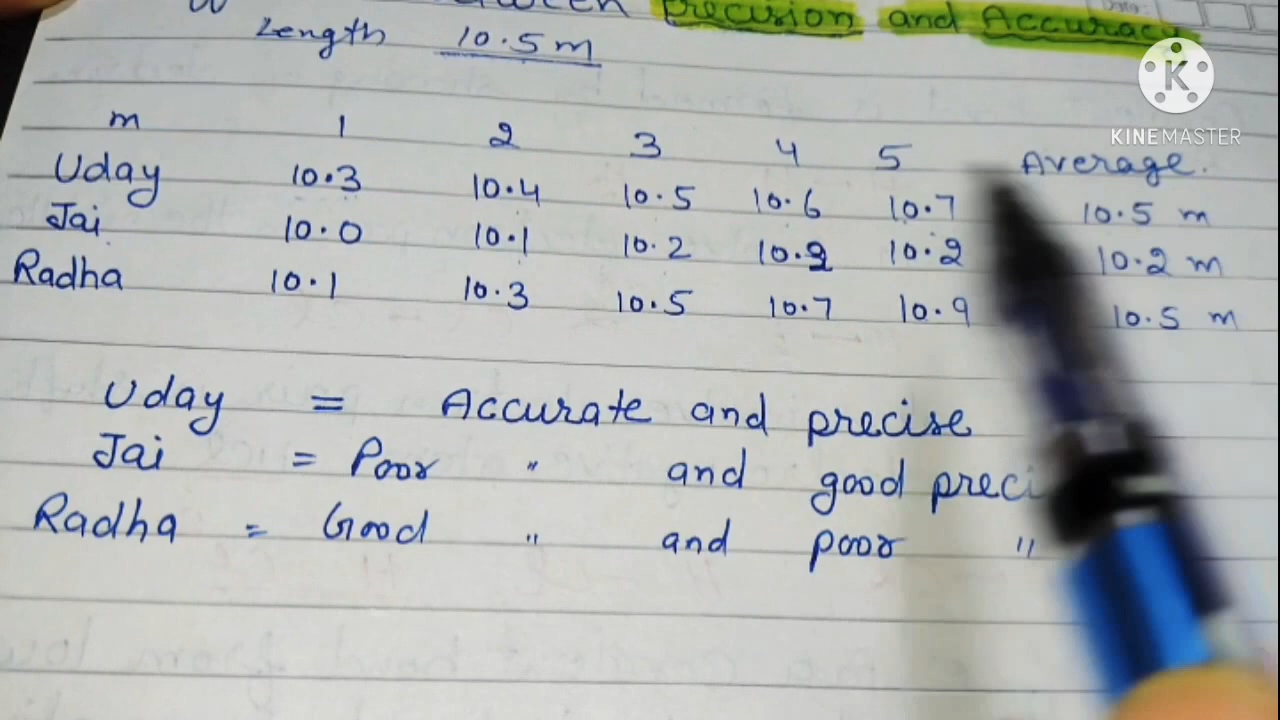 Precision and Accuracy
Length 10.5m
KINEMASTER
m 1 2 3 4 5 Average.
Uday 10.3 10.4 10.5 10.6 10.7 10.5 m
Jai 10.0 10.1 10.2 10.2 10.2 10.2 m
Radha 10.1 10.3 10.5 10.7 10.9 10.5 m
Uday = Accurate and precise
Jai = Poor " and good preci
Radha = Good " and poor "